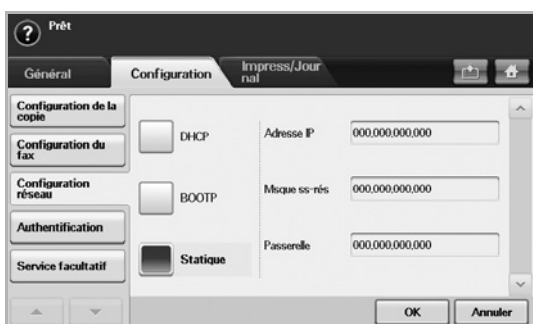 Prêt
Général
Configuration
Impress/Jour
nal
Configuration de la
copie
Configuration du
fax
Configuration
réseau
Authentification
Service facultatif
DHCP
BOOTP
Statique
Adresse IP
000,000,000,000
Msque ss-rés
000,000,000,000
Passerelle
000,000,000,000
OK
Annuler